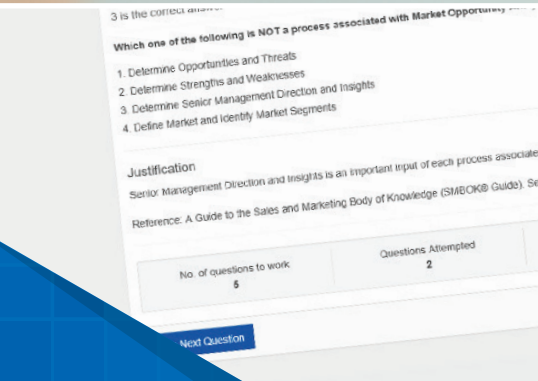 3 is the correct
Which one of the following is NOT a process associated with Market Opportunity
1. Determine Opportunities and Threats
2. Determine Strengths and Weaknesses
3. Determine Senior Management Direction and Insights
4. Define Market and Identify Market Segments
Justification
Senior Management Direction and Insights is an important input of each process associate
Reference: A Guide to the Sales and Marketing Body of Knowledge (SMBOK® Guide). Se
No. of questions to work
5
Questions Attempted
2
Next Question